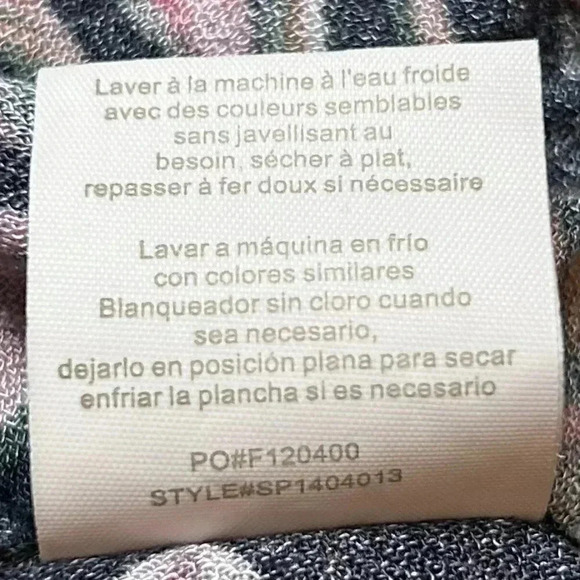 Laver à la machine à l'eau froide
avec des couleurs semblables
sans javellisant au
besoin, sécher à plat,
repasser à fer doux si nécessaire
Lavar a máquina en frío
con colores similares
Blanqueador sin cloro cuando
sea necesario,
dejarlo en posición plana para secar
enfriar la plancha si es necesario
PO#F120400
STYLE#SP1404013